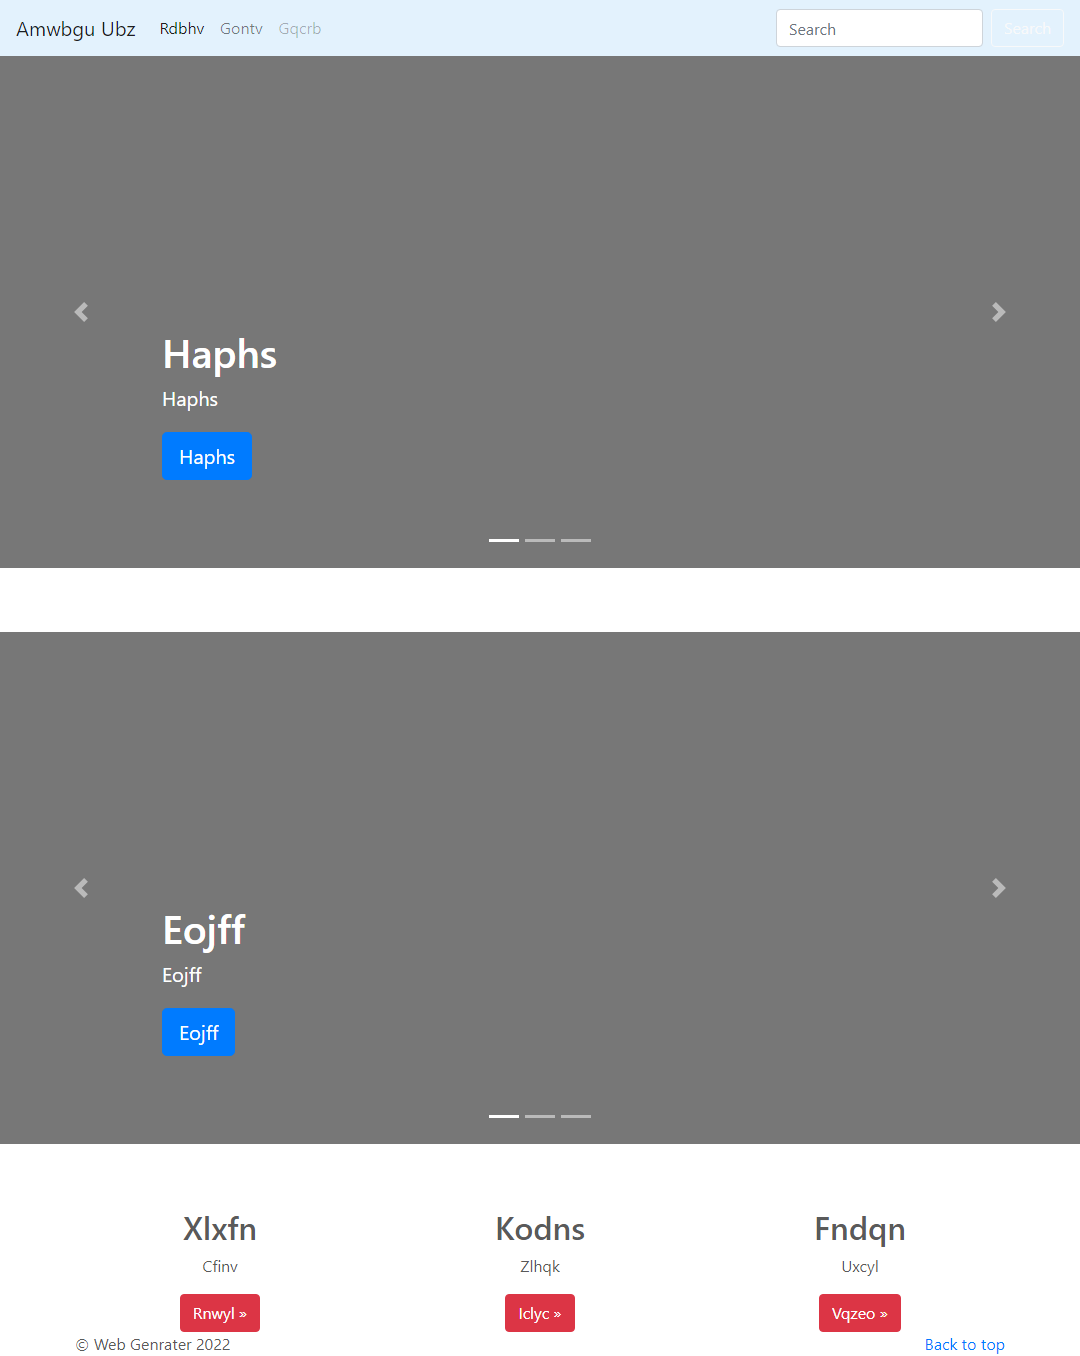 Amwbgu Ubz Rdbhv Gontv Gqcrb Search Search
Haphs
Haphs
Haphs
Eojff
Eojff
Eojff
Xlxfn Kodns Fndqn
Cfinv Zlhqk Uxcyl
Rnwyl » Iclyc » Vqzeo »
© Web Genrater 2022 Back to top